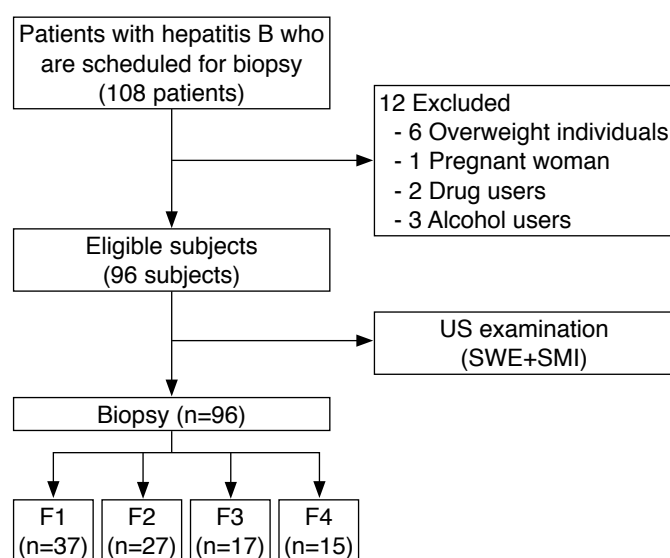 Patients with hepatitis B who
are scheduled for biopsy
(108 patients)
12 Excluded
- 6 Overweight individuals
- 1 Pregnant woman
- 2 Drug users
- 3 Alcohol users
Eligible subjects
(96 subjects)
US examination
(SWE+SMI)
Biopsy (n=96)
F1
(n=37)
F2
(n=27)
F3
(n=17)
F4
(n=15)